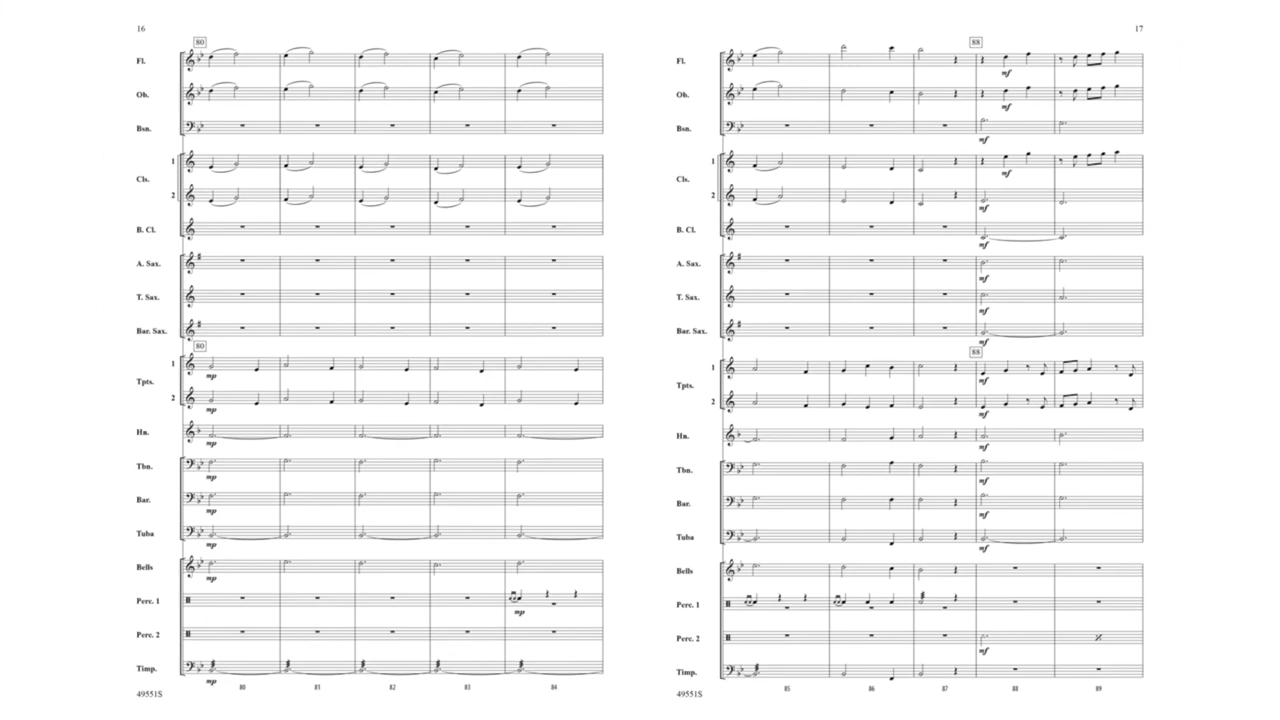 16
80
Fl.
Ob.
Bsn.
1
Cls.
2
B. Cl.
A. Sax.
T. Sax.
Bar. Sax.
80
1
mp
Tpts.
2
mp
Hn.
mp
Tbn.
mp
Bar.
mp
Tuba
mp
Bells
mp
Perc. 1
mp
Perc. 2
Timp.
mp
80 81 82 83 84
49551S
17
88
Fl.
mf
Ob.
mf
Bsn.
mf
1
mf
Cls.
2
mf
B. Cl.
mf
A. Sax.
mf
T. Sax.
mf
Bar. Sax.
mf
88
1
mf
Tpts.
2
mf
Hn.
mf
Tbn.
mf
Bar.
mf
Tuba
mf
Bells
Perc. 1
Perc. 2
mf
Timp.
85 86 87 88 89
49551S